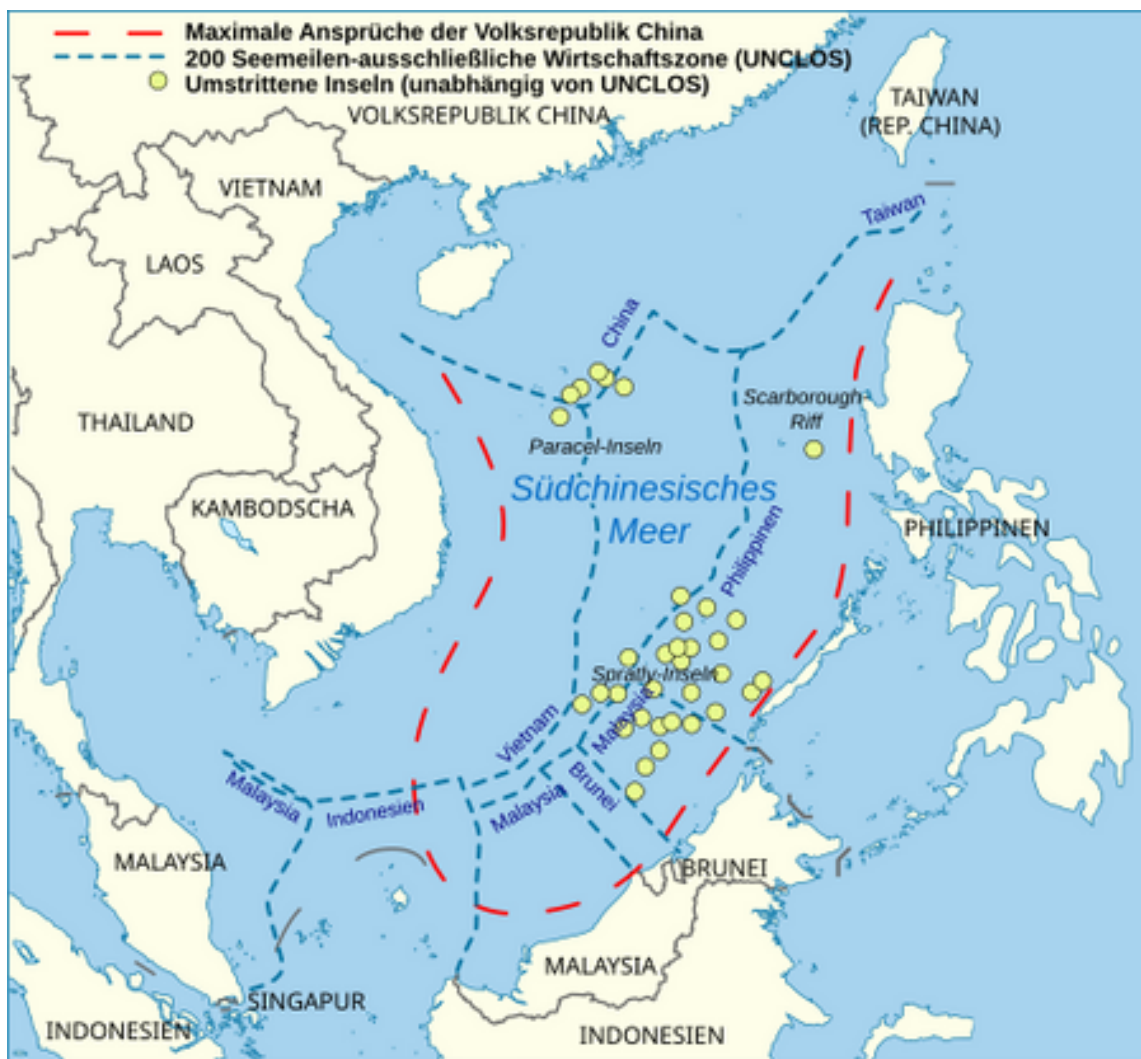 Maximale Ansprüche der Volksrepublik China
200 Seemeilen-ausschließliche Wirtschaftszone (UNCLOS)
Umstrittene Inseln (unabhängig von UNCLOS)
VOLKSREPUBLIK CHINA
TAIWAN
(REP. CHINA)
VIETNAM
Taiwan
LAOS
China
Scarborough-
Riff
THAILAND
Paracel-Inseln
Südchinesisches
Meer
KAMBODSCHA
PHILIPPINEN
Philippinen
Spratly-Inseln
Vietnam
Malaysia
Malaysia
Indonesien
Malaysia
Brunei
MALAYSIA
BRUNEI
MALAYSIA
SINGAPUR
INDONESIEN
INDONESIEN